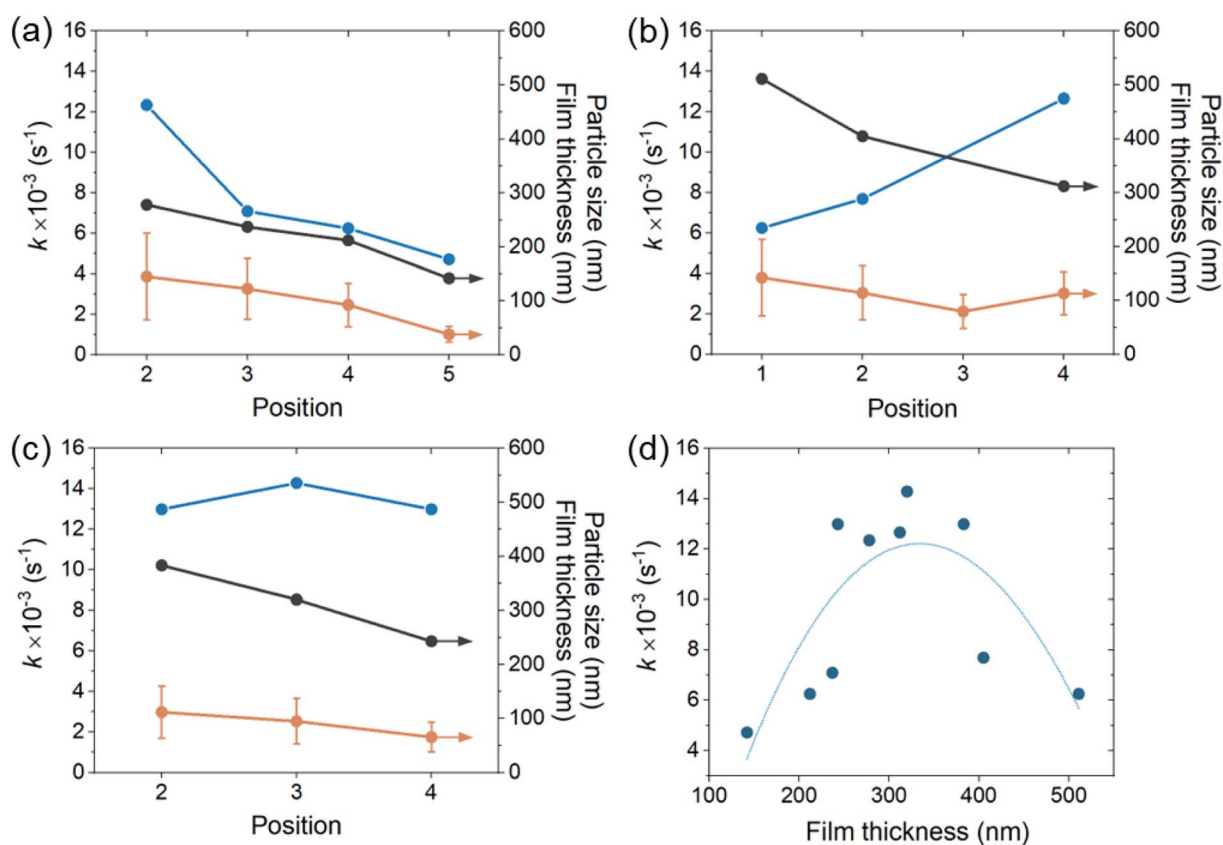 (a)
16
14
12
10
8
6
4
2
0
k ×10⁻³ (s⁻¹)
600
500
400
300
200
100
0
Particle size (nm)
Film thickness (nm)
2 3 4 5
Position
(b)
16
14
12
10
8
6
4
2
0
k ×10⁻³ (s⁻¹)
600
500
400
300
200
100
0
Particle size (nm)
Film thickness (nm)
1 2 3 4
Position
(c)
16
14
12
10
8
6
4
2
0
k ×10⁻³ (s⁻¹)
600
500
400
300
200
100
0
Particle size (nm)
Film thickness (nm)
2 3 4
Position
(d)
16
14
12
10
8
6
4
k ×10⁻³ (s⁻¹)
100 200 300 400 500
Film thickness (nm)